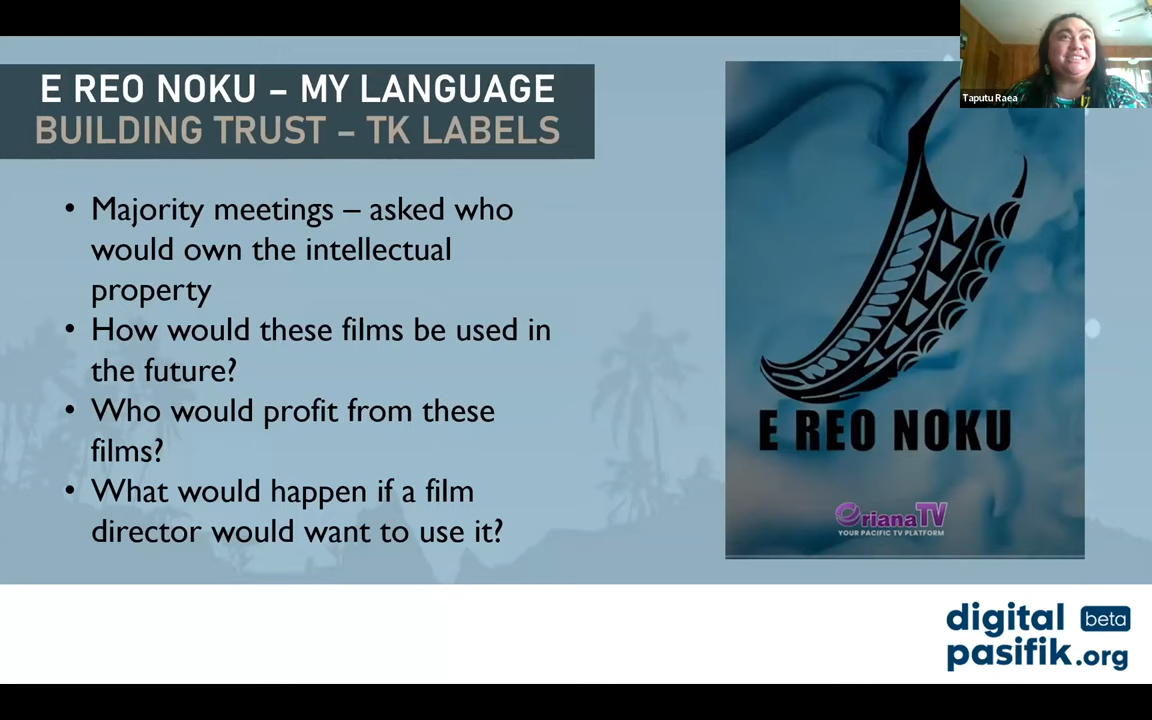 E REO NOKU – MY LANGUAGE
BUILDING TRUST – TK LABELS
• Majority meetings – asked who
would own the intellectual
property
• How would these films be used in
the future?
• Who would profit from these
films?
• What would happen if a film
director would want to use it?
Taputu Raea
E REO NOKU
OrianaTV
YOUR PACIFIC TV PLATFORM
digital beta
pasifik.org